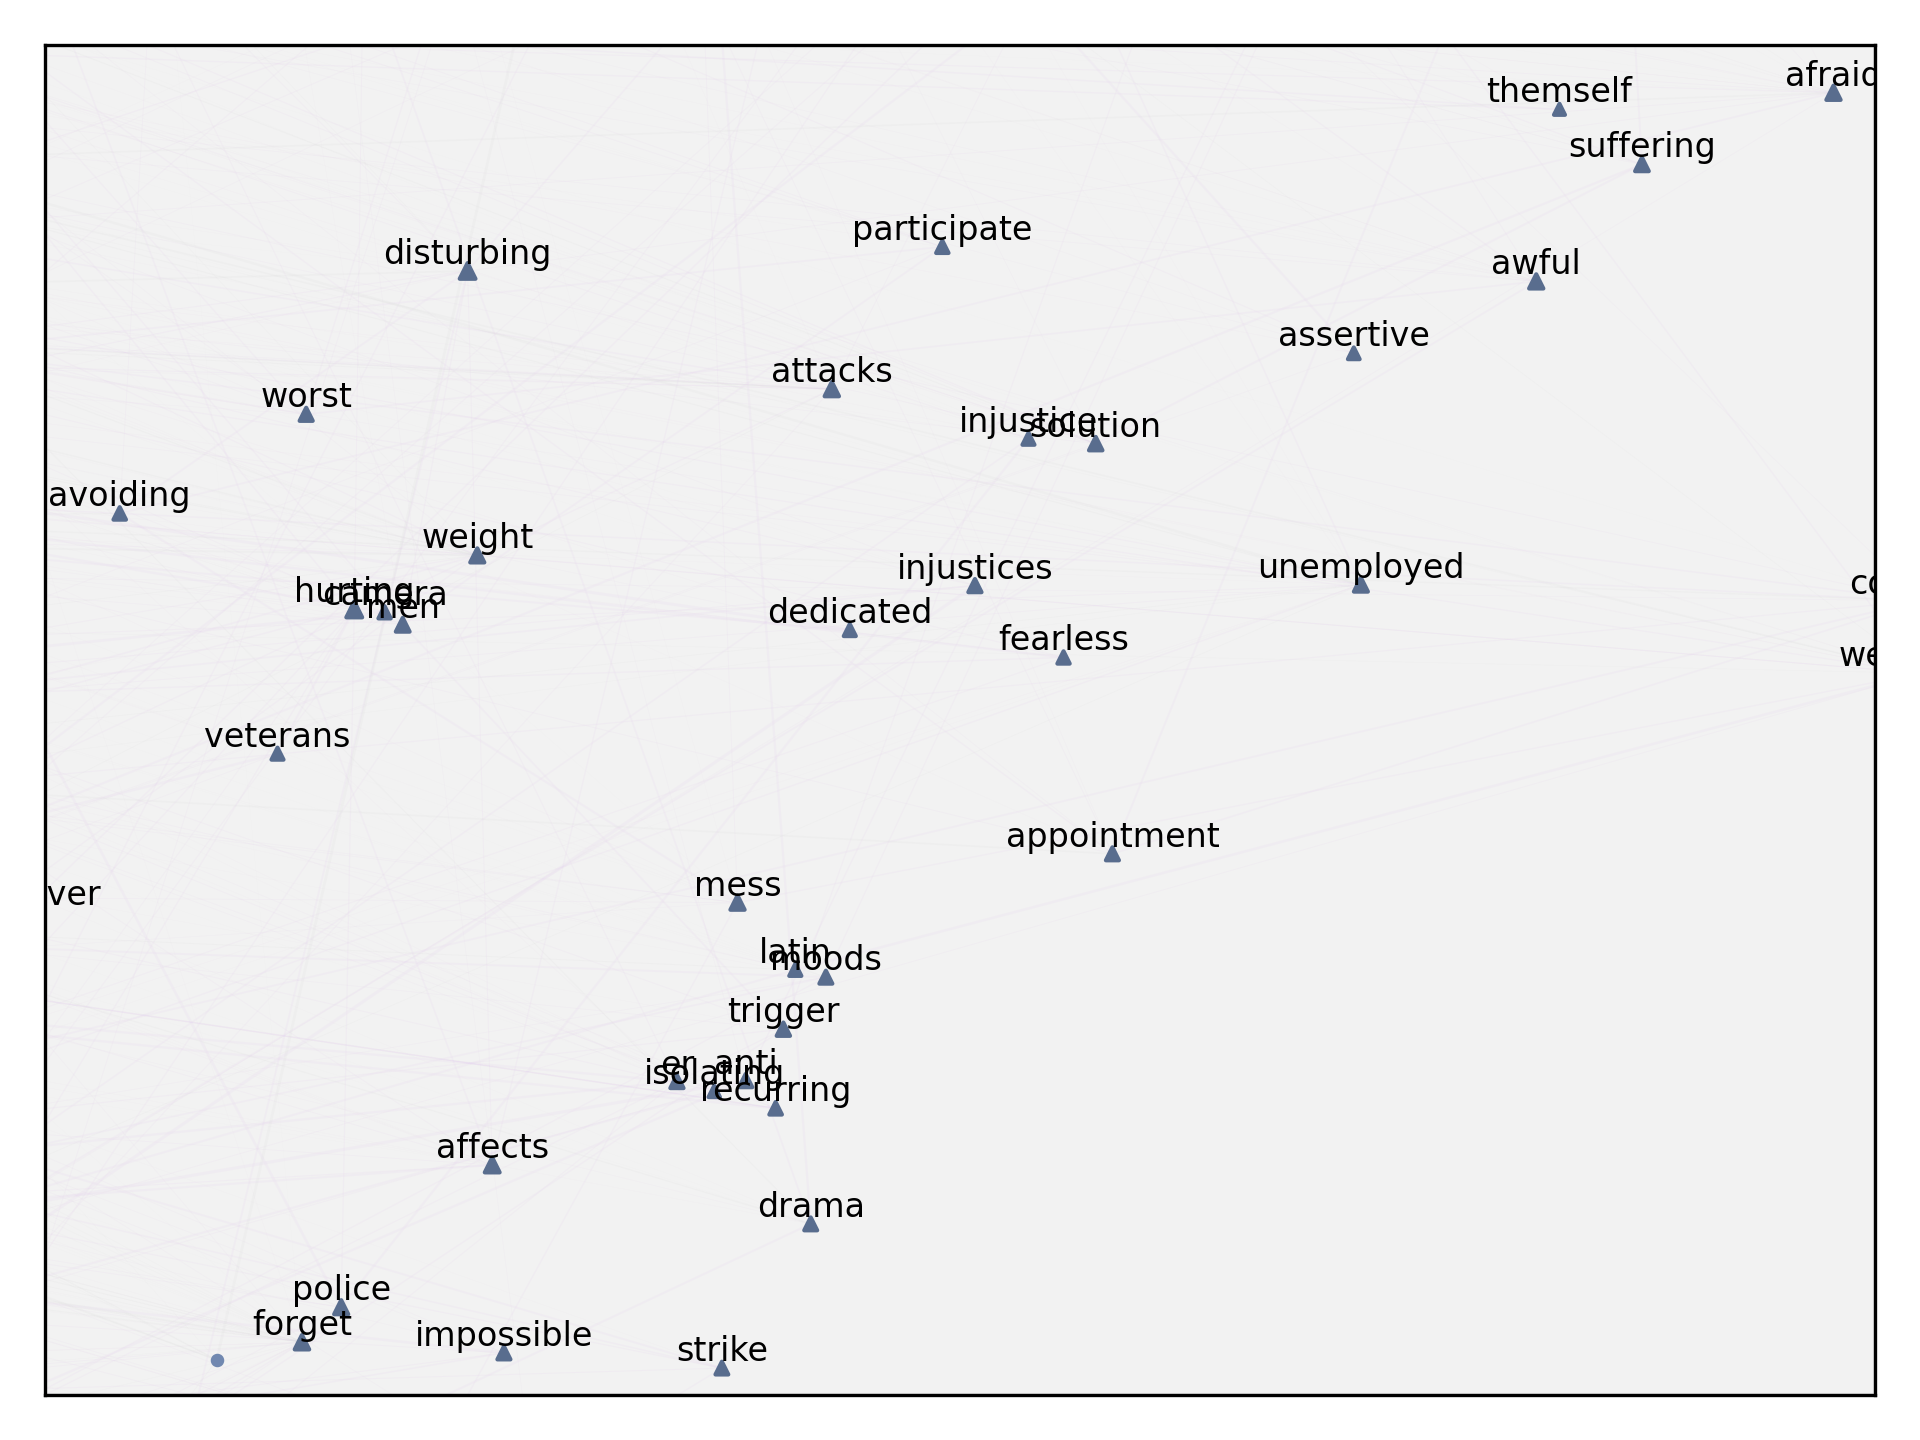 themself
afraid
suffering
participate
disturbing
awful
assertive
attacks
worst
injustice
solution
avoiding
weight
injustices
unemployed
co
hurting
camera
men
dedicated
fearless
we
veterans
appointment
mess
ver
latin
moods
trigger
er
anti
isolating
recurring
affects
drama
police
forget
impossible
strike